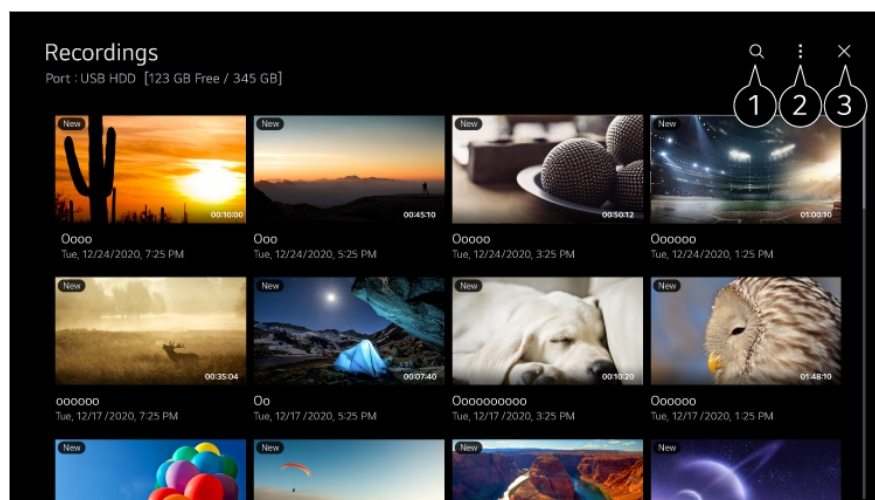 Recordings
Port : USB HDD [123 GB Free / 345 GB]
1 2 3
New New New New
00:10:00 00:45:10 00:50:12 01:00:10
Oooo Ooo Ooooo Oooooo
Tue, 12/24/2020, 7:25 PM Tue, 12/24/2020, 5:25 PM Tue, 12/24/2020, 3:25 PM Tue, 12/24/2020, 1:25 PM
New New New New
00:35:04 00:07:40 00:10:20 01:48:10
oooooo Oo Oooooooooo Oooooo
Tue, 12/17/2020, 7:25 PM Tue, 12/17/2020, 5:25 PM Tue, 12/17/2020, 3:25 PM Tue, 12/17/2020, 1:25 PM
New New New New